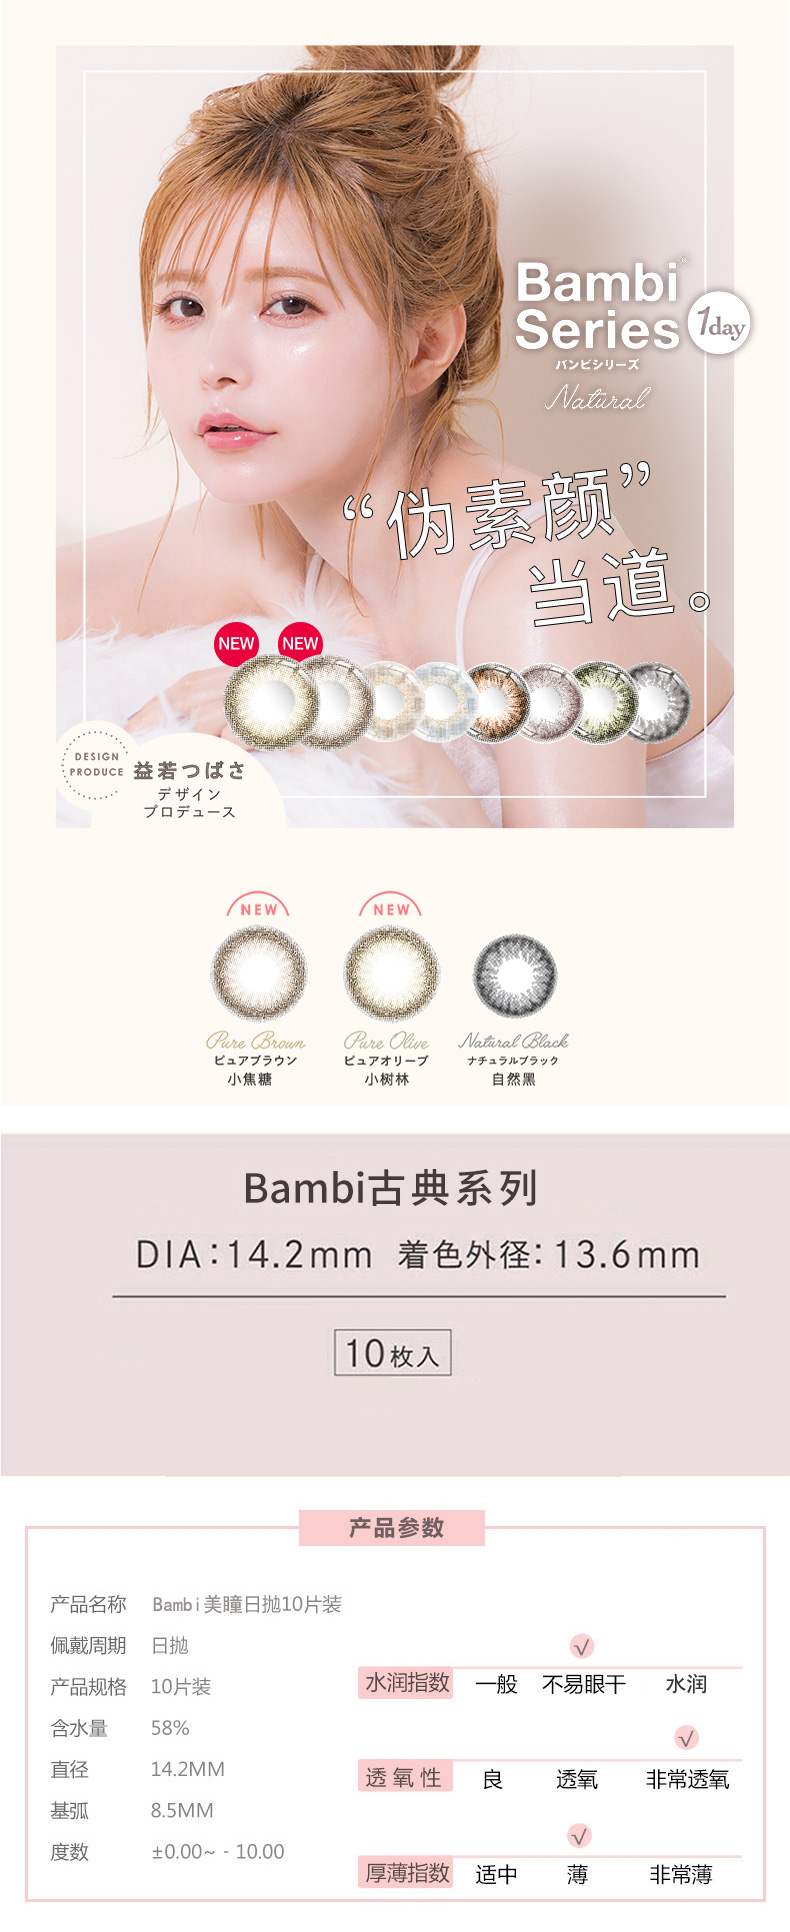 Bambi®
Series 1day
バンビシリーズ
Natural
“伪素颜”
当道。
NEW NEW
DESIGN
PRODUCE
益若つばさ
デザイン
プロデュース
NEW NEW
Pure Brown Pure Olive Natural Black
ピュアブラウン ピュアオリーブ ナチュラルブラック
小焦糖 小树林 自然黑
Bambi古典系列
DIA:14.2mm 着色外径: 13.6mm
10枚入
产品参数
产品名称 Bambi美瞳日抛10片装
佩戴周期 日抛
产品规格 10片装
含水量 58%
直径 14.2MM
基弧 8.5MM
度数 ±0.00~ - 10.00
√
水润指数 一般 不易眼干 水润
√
透氧性 良 透氧 非常透氧
√
厚薄指数 适中 薄 非常薄